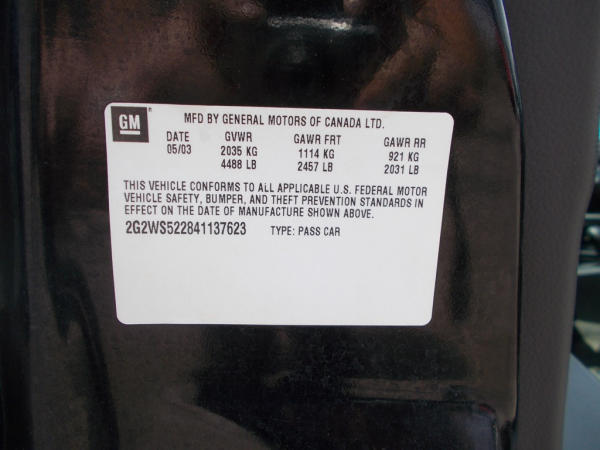 GM
MFD BY GENERAL MOTORS OF CANADA LTD.
DATE GVWR GAWR FRT GAWR RR
05/03 2035 KG 1114 KG 921 KG
4488 LB 2457 LB 2031 LB
THIS VEHICLE CONFORMS TO ALL APPLICABLE U.S. FEDERAL MOTOR
VEHICLE SAFETY, BUMPER, AND THEFT PREVENTION STANDARDS IN
EFFECT ON THE DATE OF MANUFACTURE SHOWN ABOVE.
2G2WS522841137623 TYPE: PASS CAR